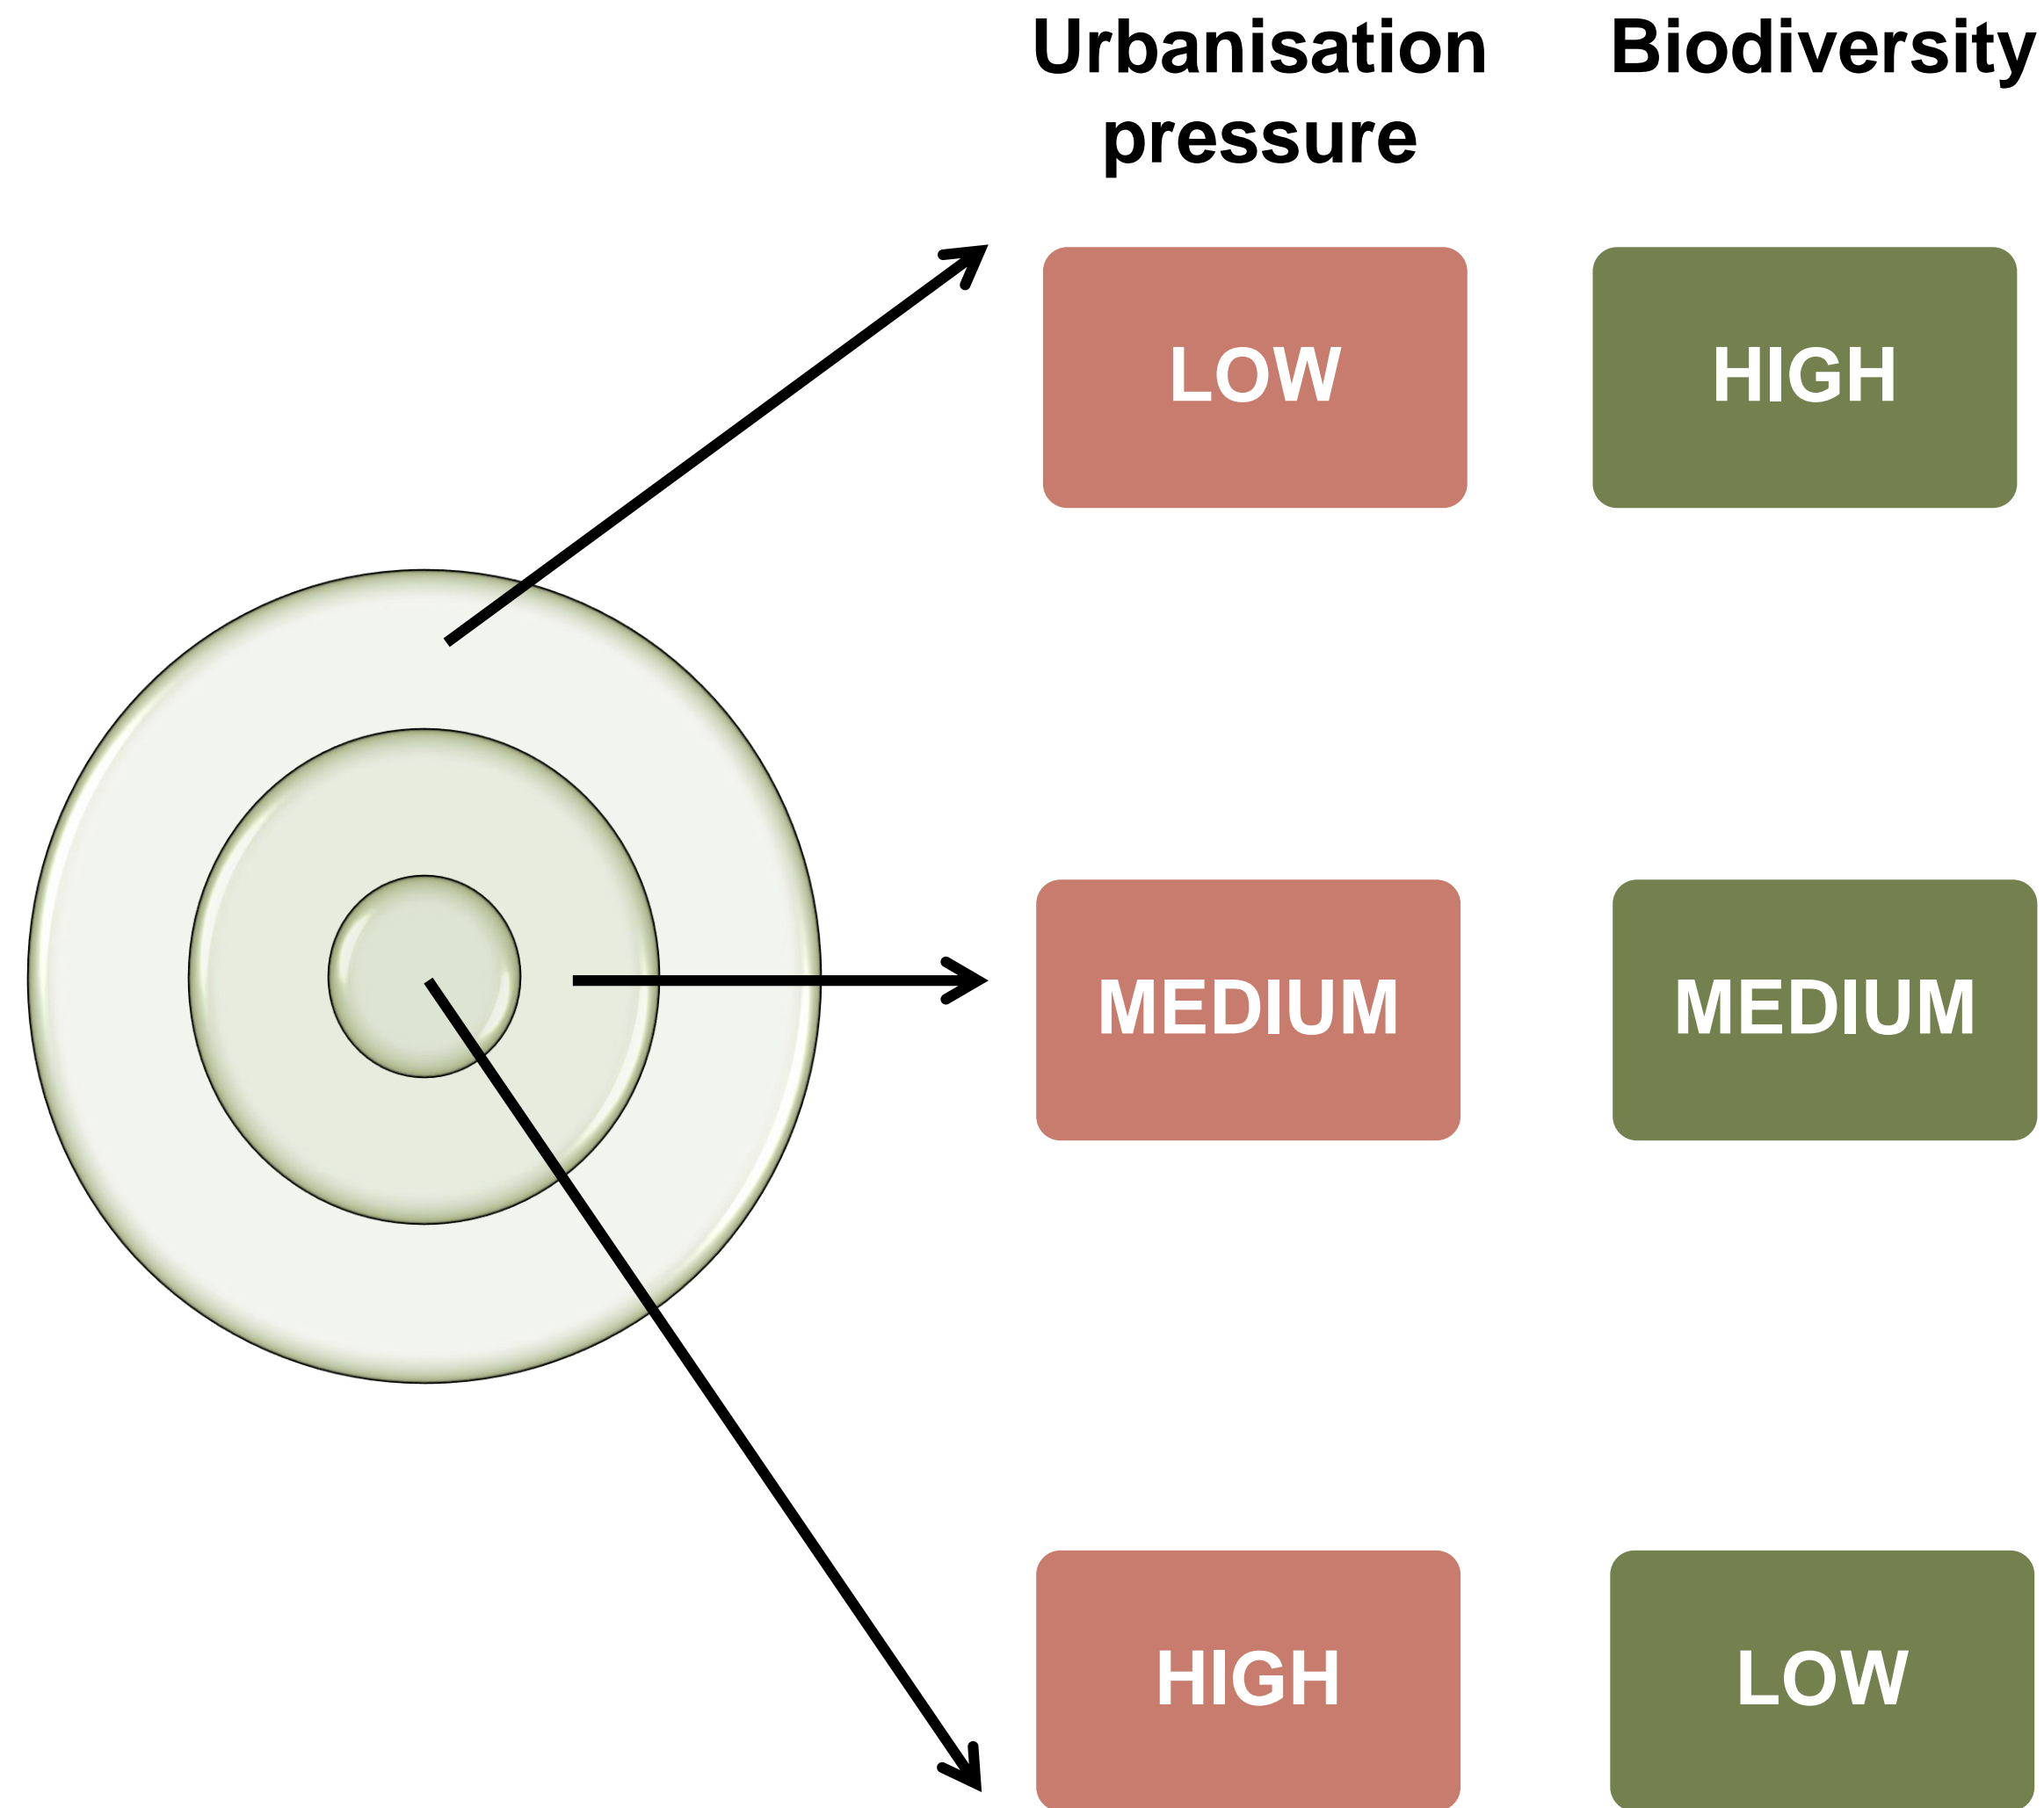 Urbanisation
pressure
Biodiversity
LOW
HIGH
MEDIUM
MEDIUM
HIGH
LOW